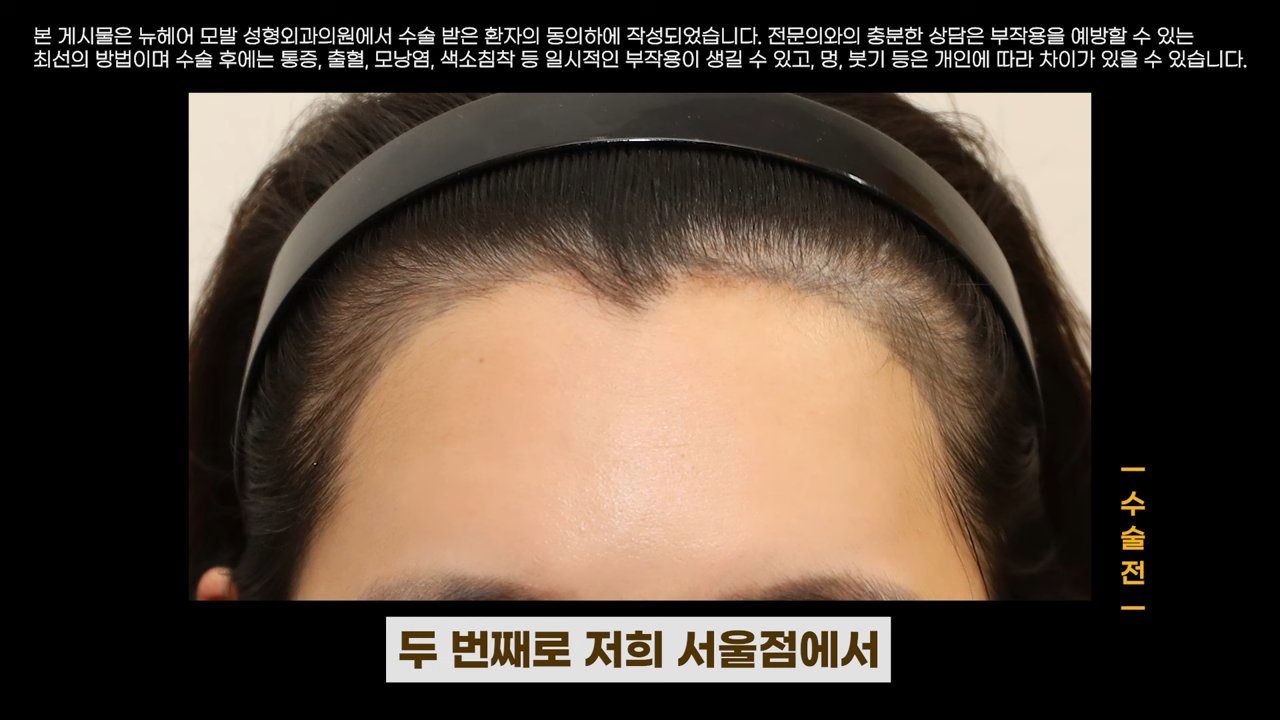 본 게시물은 뉴헤어 모발 성형외과의원에서 수술 받은 환자의 동의하에 작성되었습니다. 전문의와의 충분한 상담은 부작용을 예방할 수 있는
최선의 방법이며 수술 후에는 통증, 출혈, 모낭염, 색소침착 등 일시적인 부작용이 생길 수 있고, 멍, 붓기 등은 개인에 따라 차이가 있을 수 있습니다.
수술전
두 번째로 저희 서울점에서